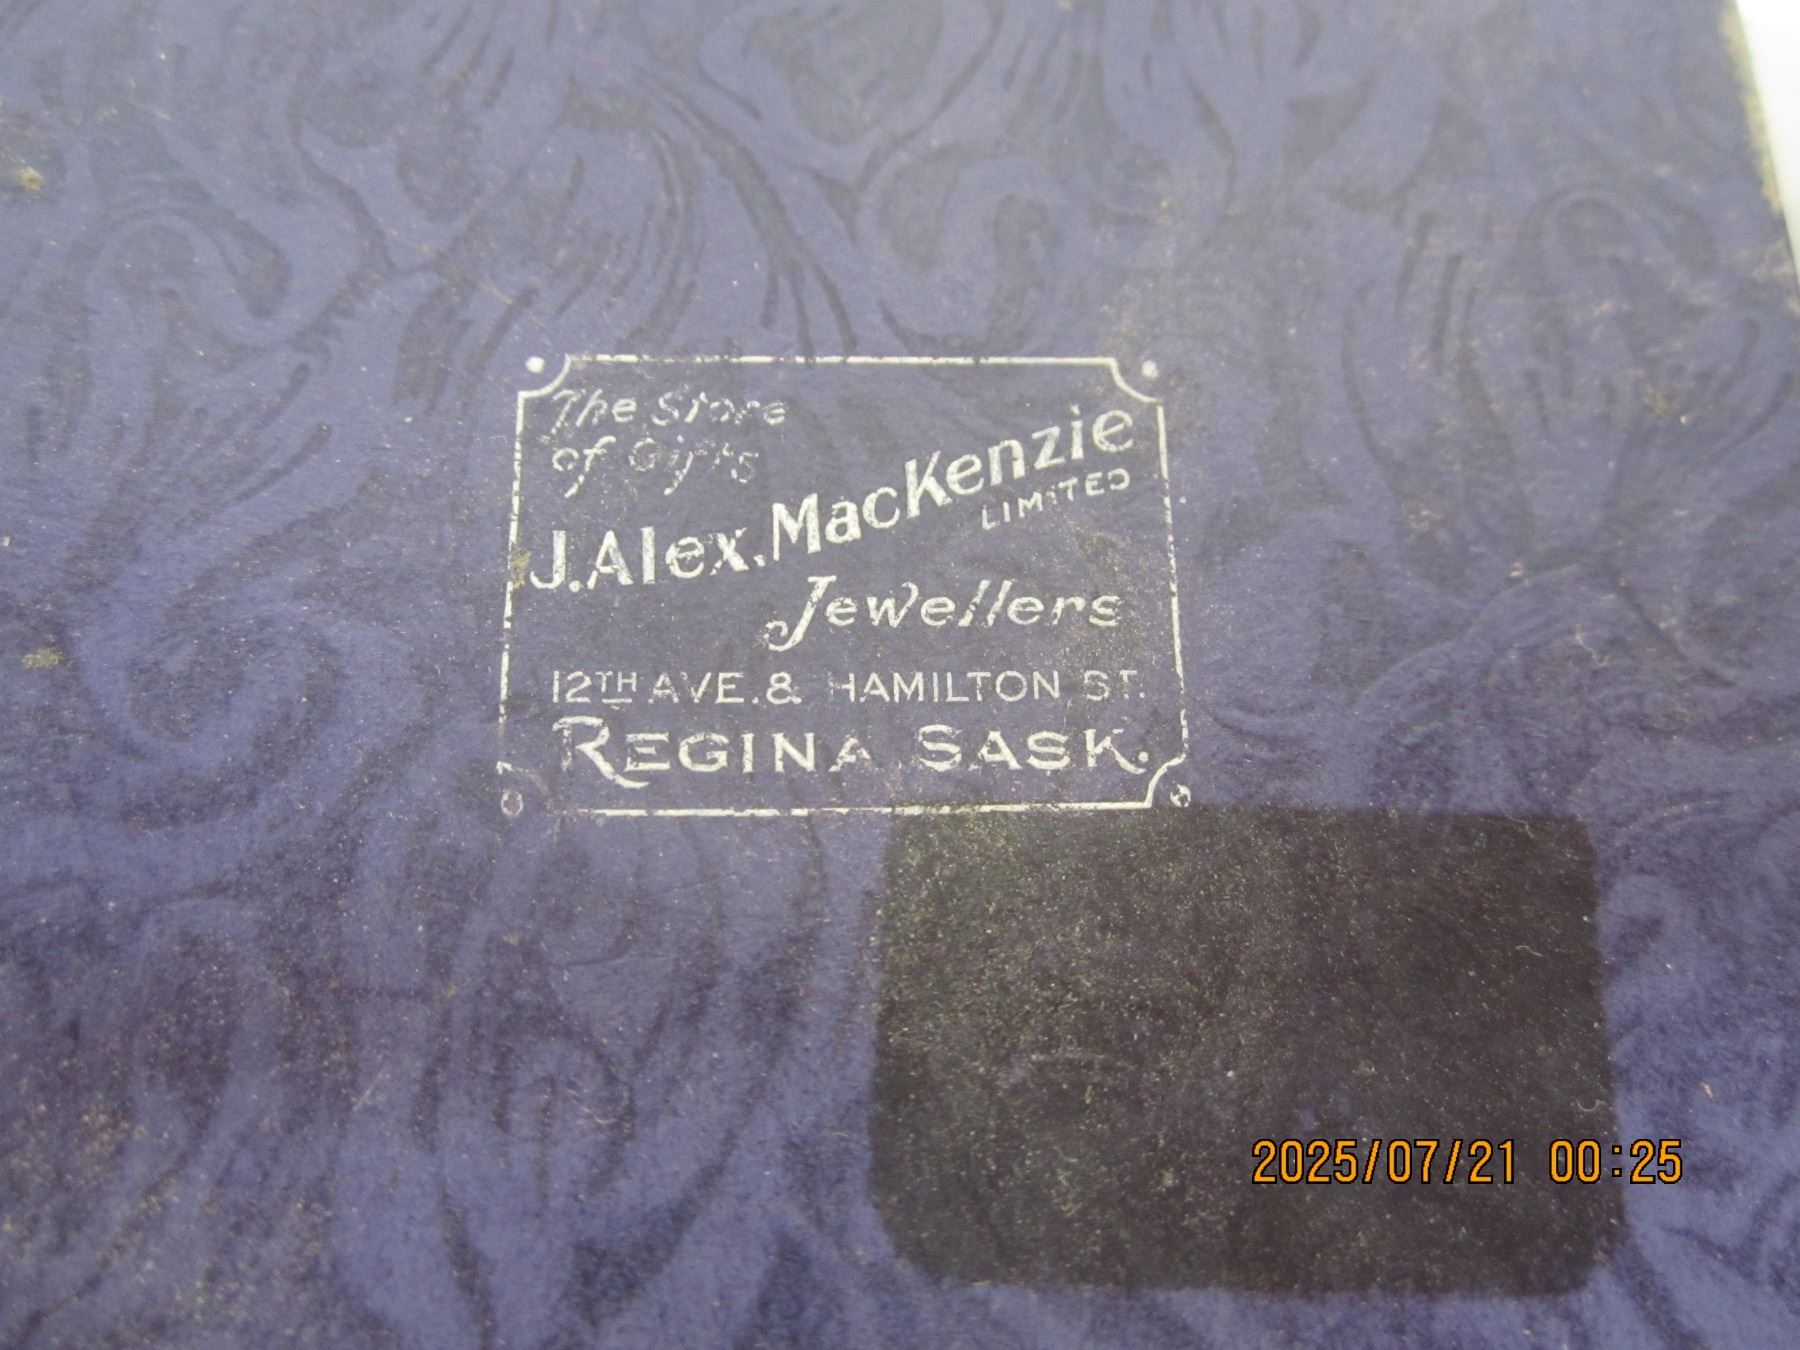 The Store
of Gifts
J. Alex. MacKenzie
LIMITED
Jewellers
12TH AVE. & HAMILTON ST.
REGINA SASK.
2025/07/21 00:25